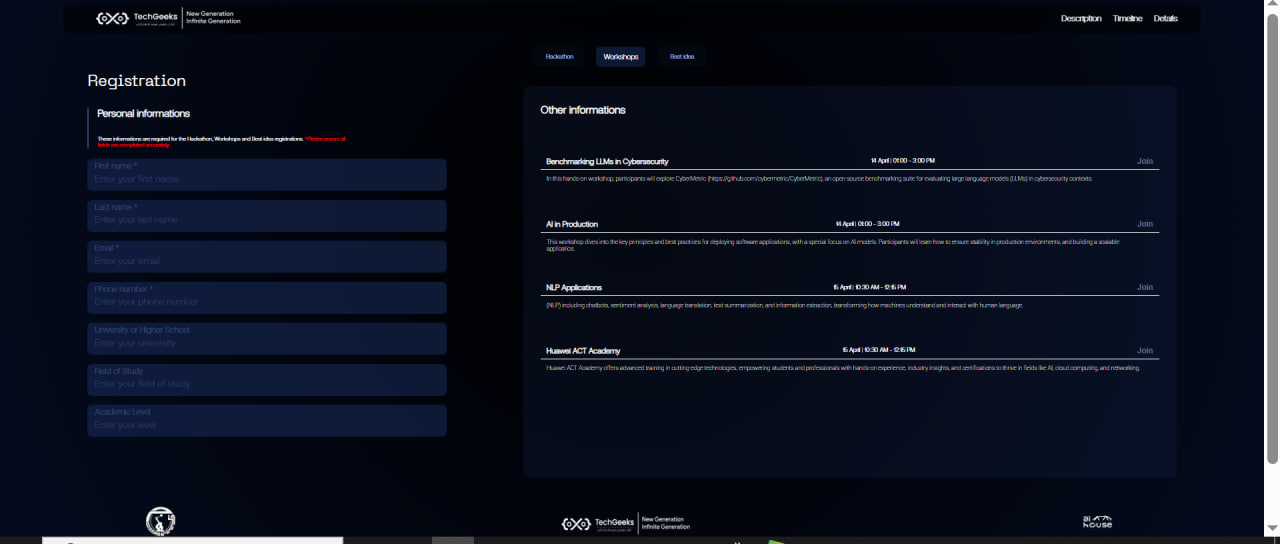 TechGeeks
New Generation
Infinite Generation
Description Timeline Details
Hackathon Workshops Best idea
Registration
Personal informations
These informations are required for the Hackathon, Workshops and Best idea registrations. *Please ensure all
fields are completed accurately.
First name *
Enter your first name
Last name *
Enter your last name
Email *
Enter your email
Phone number *
Enter your phone number
University or Higher School
Enter your university
Field of Study
Enter your field of study
Academic Level
Enter your level
Other informations
Benchmarking LLMs in Cybersecurity 14 April | 01:00 - 3:00 PM Join
In this hands-on workshop, participants will explore CyberMetric (https://github.com/cybermetric/CyberMetric), an open-source benchmarking suite for evaluating large language models (LLMs) in cybersecurity contexts.
AI in Production 14 April | 01:00 - 3:00 PM Join
This workshop dives into the key principles and best practices for deploying software applications, with a special focus on AI models. Participants will learn how to ensure stability in production environments, and building a scalable
application.
NLP Applications 15 April | 10:30 AM - 12:15 PM Join
(NLP) including chatbots, sentiment analysis, language translation, text summarization, and information extraction, transforming how machines understand and interact with human language.
Huawei ACT Academy 15 April | 10:30 AM - 12:15 PM Join
Huawei ACT Academy offers advanced training in cutting-edge technologies, empowering students and professionals with hands-on experience, industry insights, and certifications to thrive in fields like AI, cloud computing, and networking.
TechGeeks
New Generation
Infinite Generation
ai
house